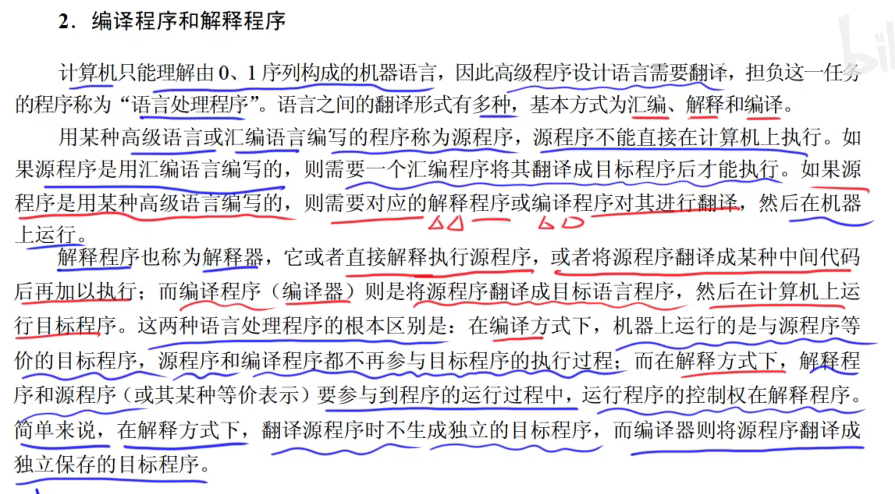 2．编译程序和解释程序
bili
计算机只能理解由 0、1 序列构成的机器语言，因此高级程序设计语言需要翻译，担负这一任务
的程序称为“语言处理程序”。语言之间的翻译形式有多种，基本方式为汇编、解释和编译。
用某种高级语言或汇编语言编写的程序称为源程序，源程序不能直接在计算机上执行。如
果源程序是用汇编语言编写的，则需要一个汇编程序将其翻译成目标程序后才能执行。如果源
程序是用某种高级语言编写的，则需要对应的解释程序或编译程序对其进行翻译，然后在机器
上运行。
解释程序也称为解释器，它或者直接解释执行源程序，或者将源程序翻译成某种中间代码
后再加以执行；而编译程序（编译器）则是将源程序翻译成目标语言程序，然后在计算机上运
行目标程序。这两种语言处理程序的根本区别是：在编译方式下，机器上运行的是与源程序等
价的目标程序，源程序和编译程序都不再参与目标程序的执行过程；而在解释方式下，解释程
序和源程序（或其某种等价表示）要参与到程序的运行过程中，运行程序的控制权在解释程序。
简单来说，在解释方式下，翻译源程序时不生成独立的目标程序，而编译器则将源程序翻译成
独立保存的目标程序。